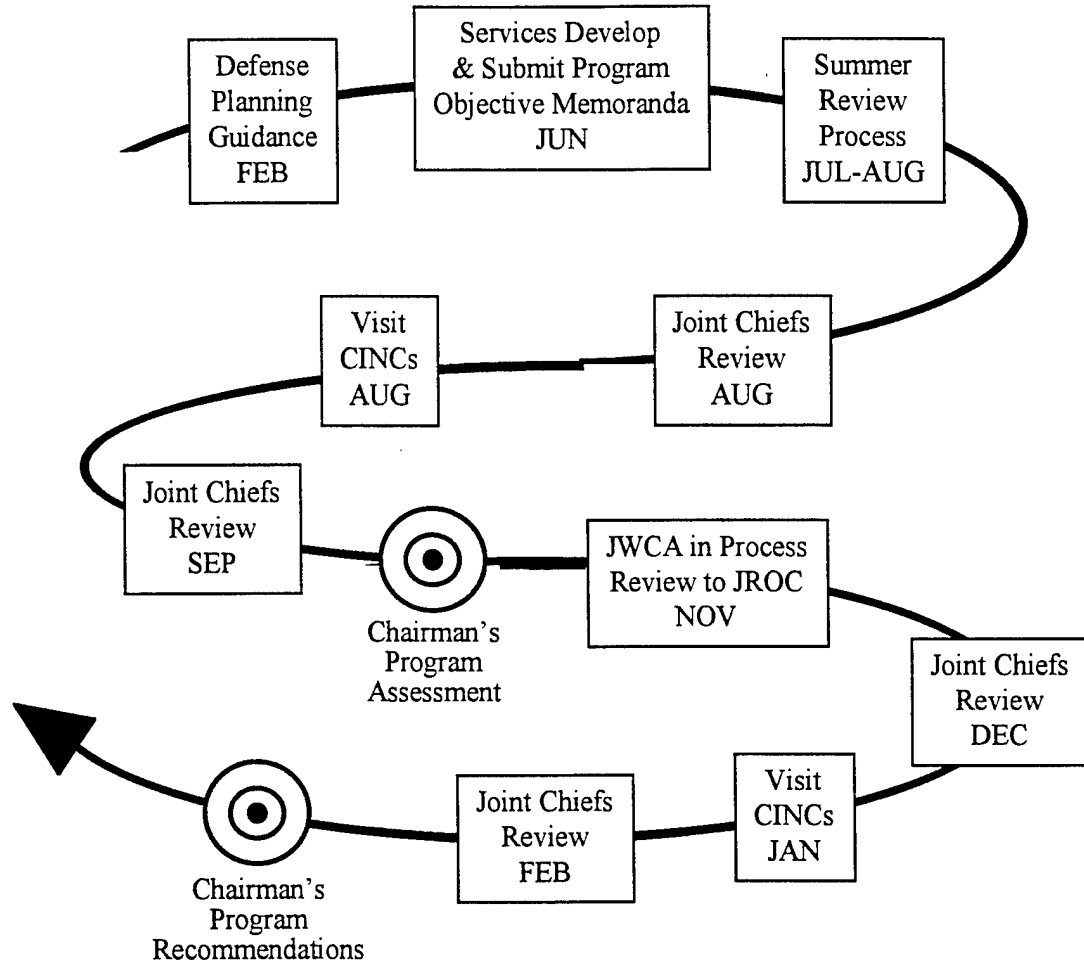 Defense
Planning
Guidance
FEB
Services Develop
& Submit Program
Objective Memoranda
JUN
Summer
Review
Process
JUL-AUG
Joint Chiefs
Review
AUG
Visit
CINCs
AUG
Joint Chiefs
Review
SEP
Chairman's
Program
Assessment
JWCA in Process
Review to JROC
NOV
Joint Chiefs
Review
DEC
Visit
CINCs
JAN
Joint Chiefs
Review
FEB
Chairman's
Program
Recommendations